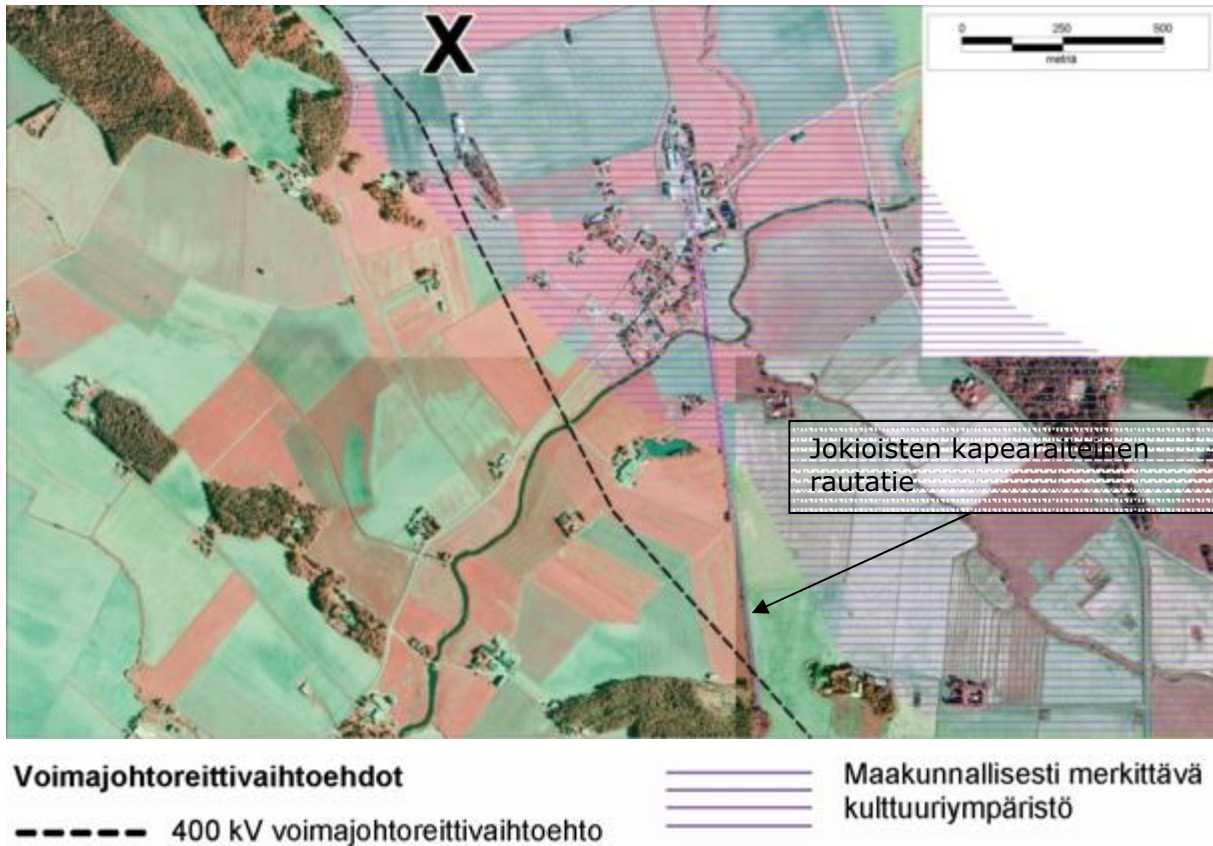 X
0 250 500
metriä
Jokioisten kapearaiteinen
rautatie
Voimajohtoreittivaihtoehdot
400 kV voimajohtoreittivaihtoehto
Maakunnallisesti merkittävä
kulttuuriympäristö